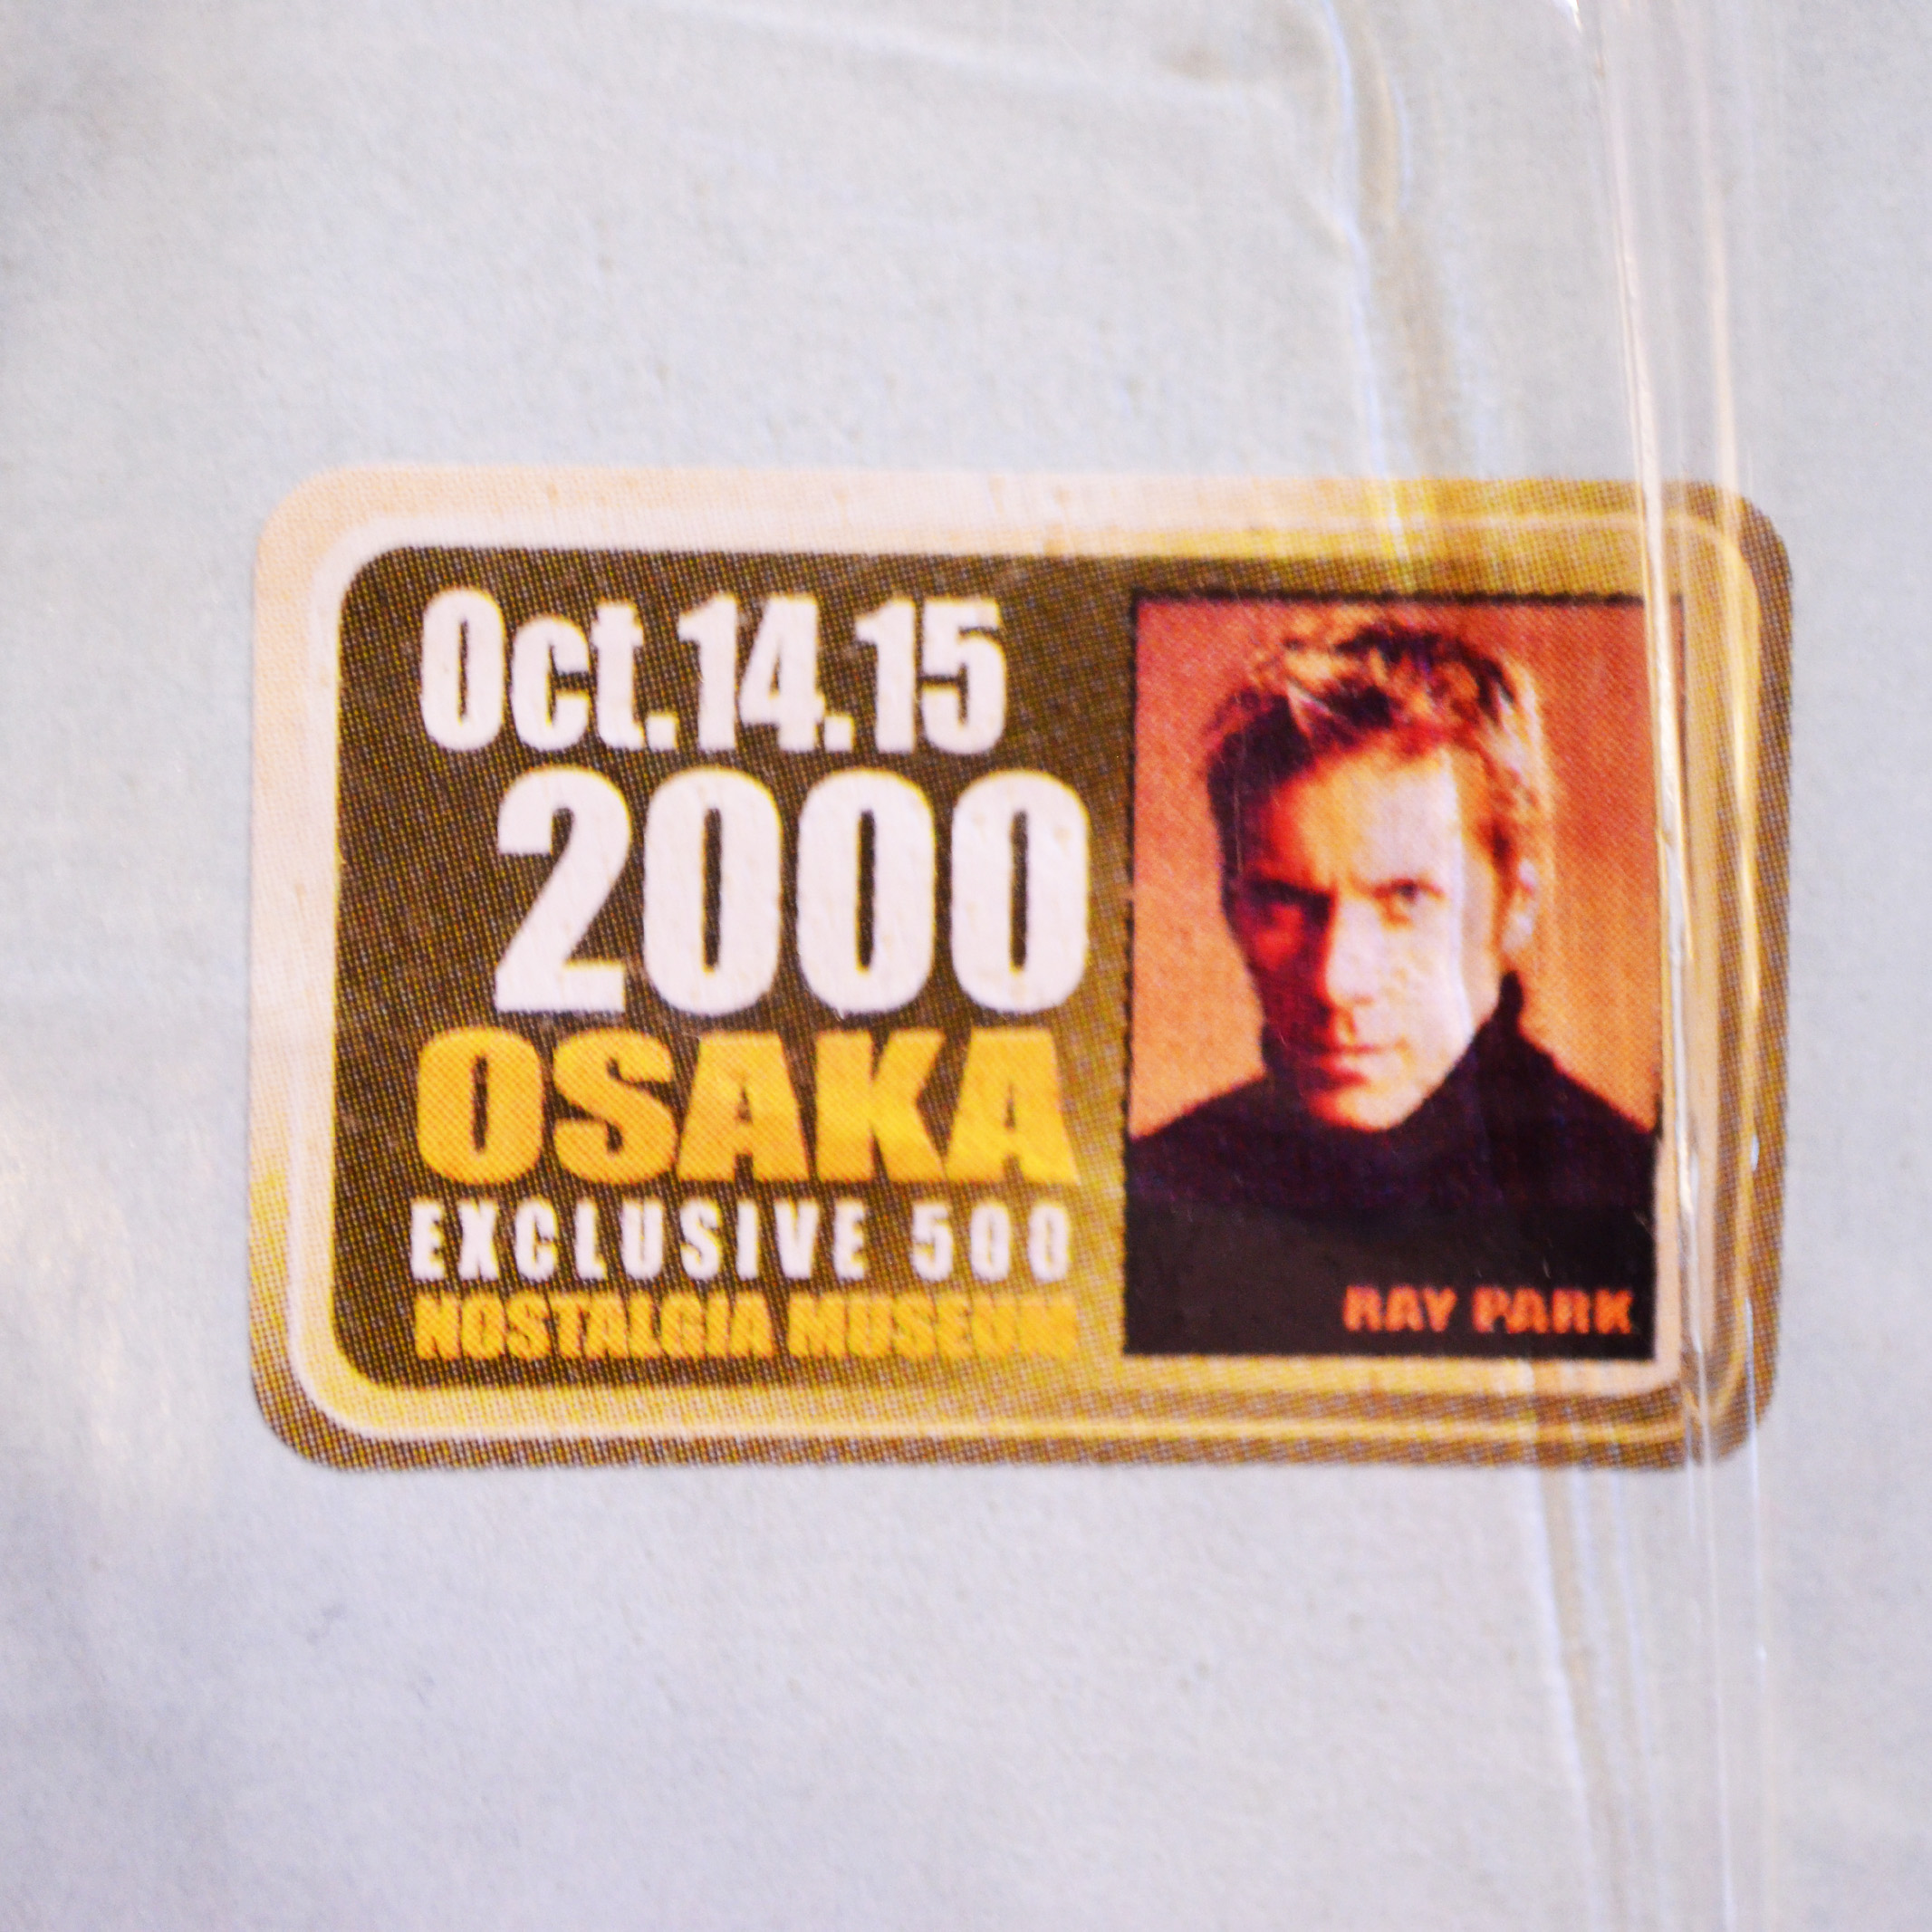 Oct.14.15
2000
OSAKA
EXCLUSIVE 500
NOSTALGIA MUSEUM
RAY PARK